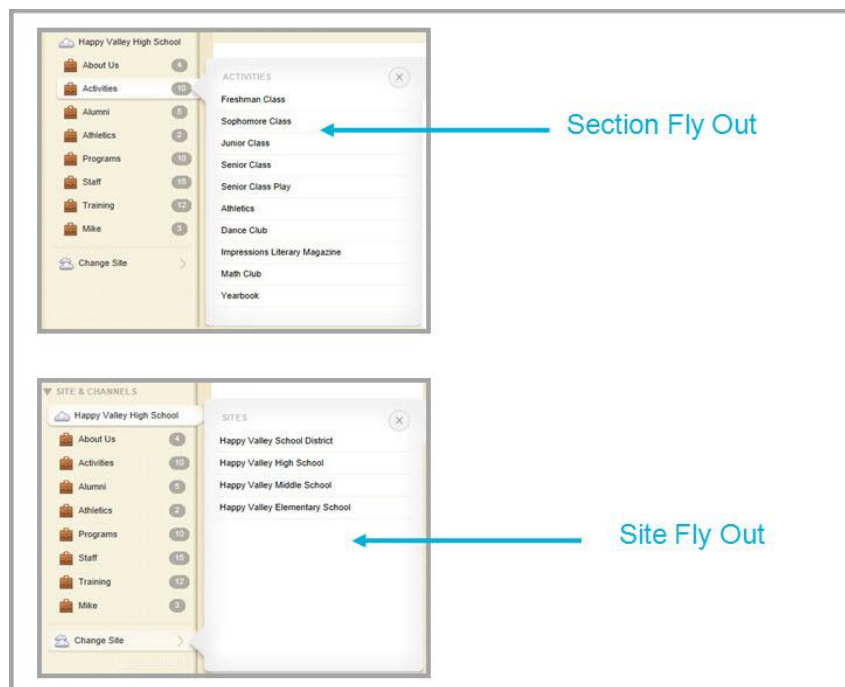 Happy Valley High School
About Us 4
Activities 10
Alumni 5
Athletics 2
Programs 10
Staff 15
Training 12
Mike 3
Change Site
ACTIVITIES
Freshman Class
Sophomore Class
Junior Class
Senior Class
Senior Class Play
Athletics
Dance Club
Impressions Literary Magazine
Math Club
Yearbook
Section Fly Out
SITE & CHANNELS
Happy Valley High School
About Us 4
Activities 10
Alumni 5
Athletics 2
Programs 10
Staff 15
Training 12
Mike 3
Change Site
SITES
Happy Valley School District
Happy Valley High School
Happy Valley Middle School
Happy Valley Elementary School
Site Fly Out